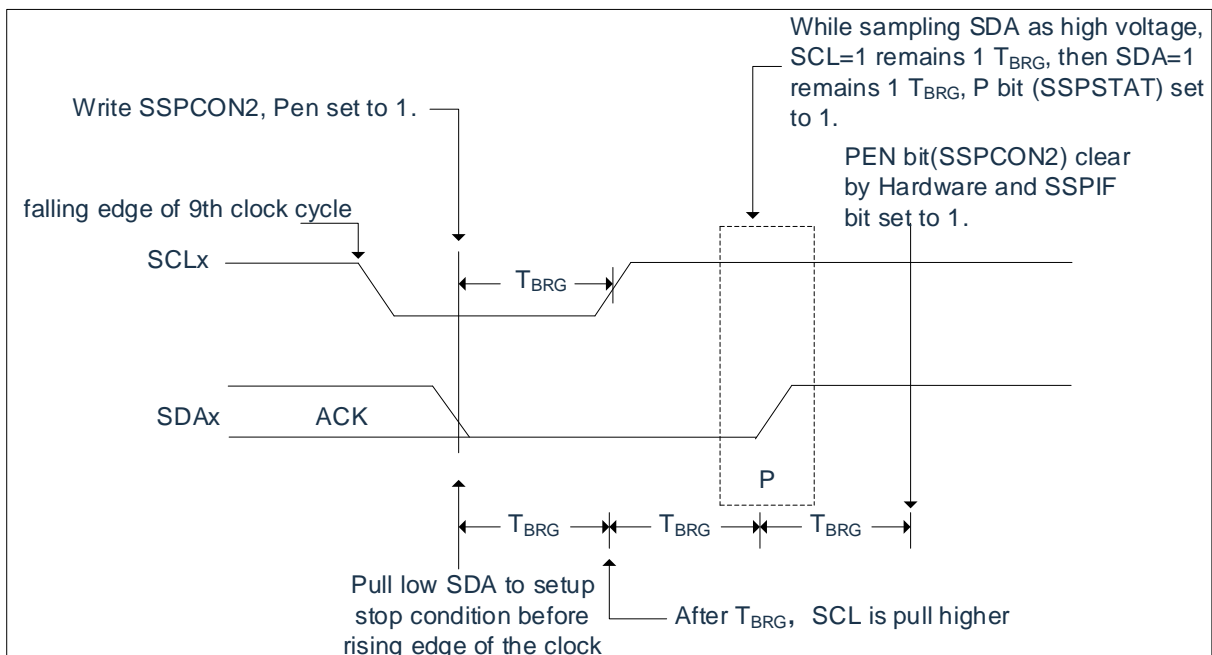 While sampling SDA as high voltage,
SCL=1 remains 1 TBRG, then SDA=1
remains 1 TBRG, P bit (SSPSTAT) set
to 1.
Write SSPCON2, Pen set to 1.
PEN bit(SSPCON2) clear
by Hardware and SSPIF
bit set to 1.
falling edge of 9th clock cycle
SCLx
TBRG
SDAx
ACK
P
TBRG
TBRG
TBRG
Pull low SDA to setup
stop condition before
rising edge of the clock
After TBRG, SCL is pull higher